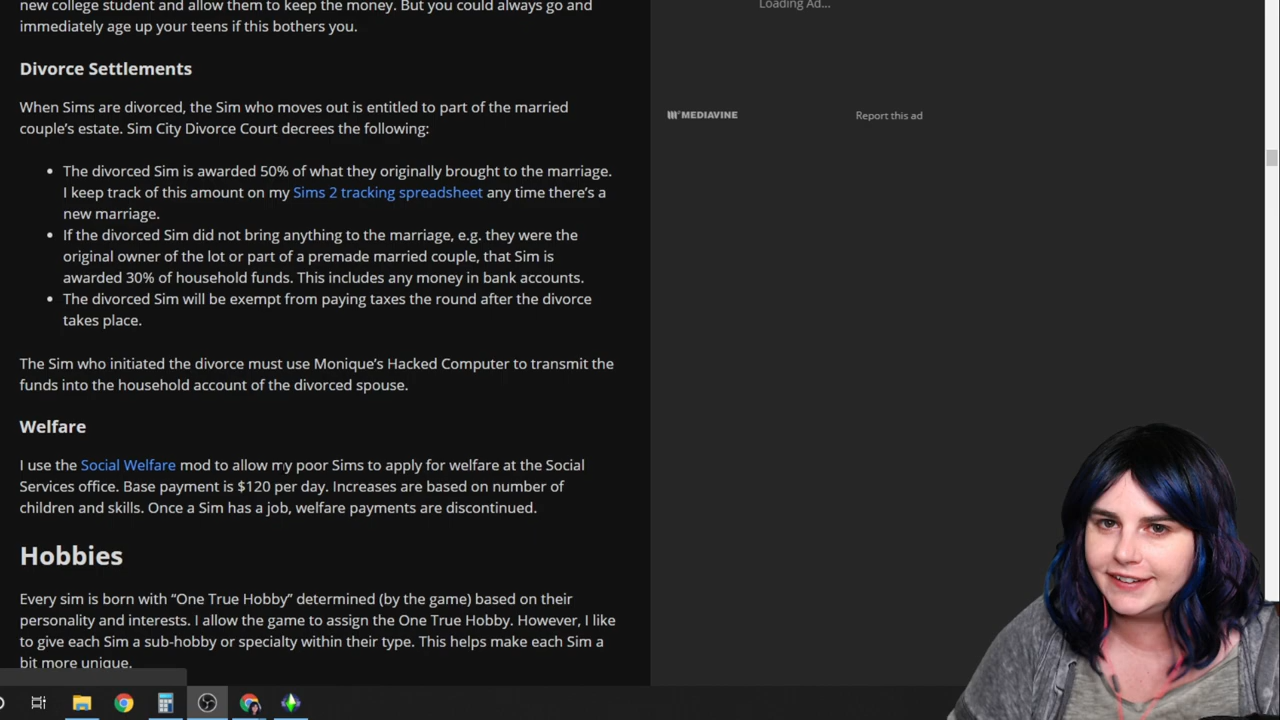 new college student and allow them to keep the money. But you could always go and
immediately age up your teens if this bothers you.
Loading Ad...
Divorce Settlements
When Sims are divorced, the Sim who moves out is entitled to part of the married
couple's estate. Sim City Divorce Court decrees the following:
MEDIAVINE
Report this ad
The divorced Sim is awarded 50% of what they originally brought to the marriage.
I keep track of this amount on my Sims 2 tracking spreadsheet any time there's a
new marriage.
If the divorced Sim did not bring anything to the marriage, e.g. they were the
original owner of the lot or part of a premade married couple, that Sim is
awarded 30% of household funds. This includes any money in bank accounts.
The divorced Sim will be exempt from paying taxes the round after the divorce
takes place.
The Sim who initiated the divorce must use Monique's Hacked Computer to transmit the
funds into the household account of the divorced spouse.
Welfare
I use the Social Welfare mod to allow my poor Sims to apply for welfare at the Social
Services office. Base payment is $120 per day. Increases are based on number of
children and skills. Once a Sim has a job, welfare payments are discontinued.
Hobbies
Every sim is born with “One True Hobby” determined (by the game) based on their
personality and interests. I allow the game to assign the One True Hobby. However, I like
to give each Sim a sub-hobby or specialty within their type. This helps make each Sim a
bit more unique.